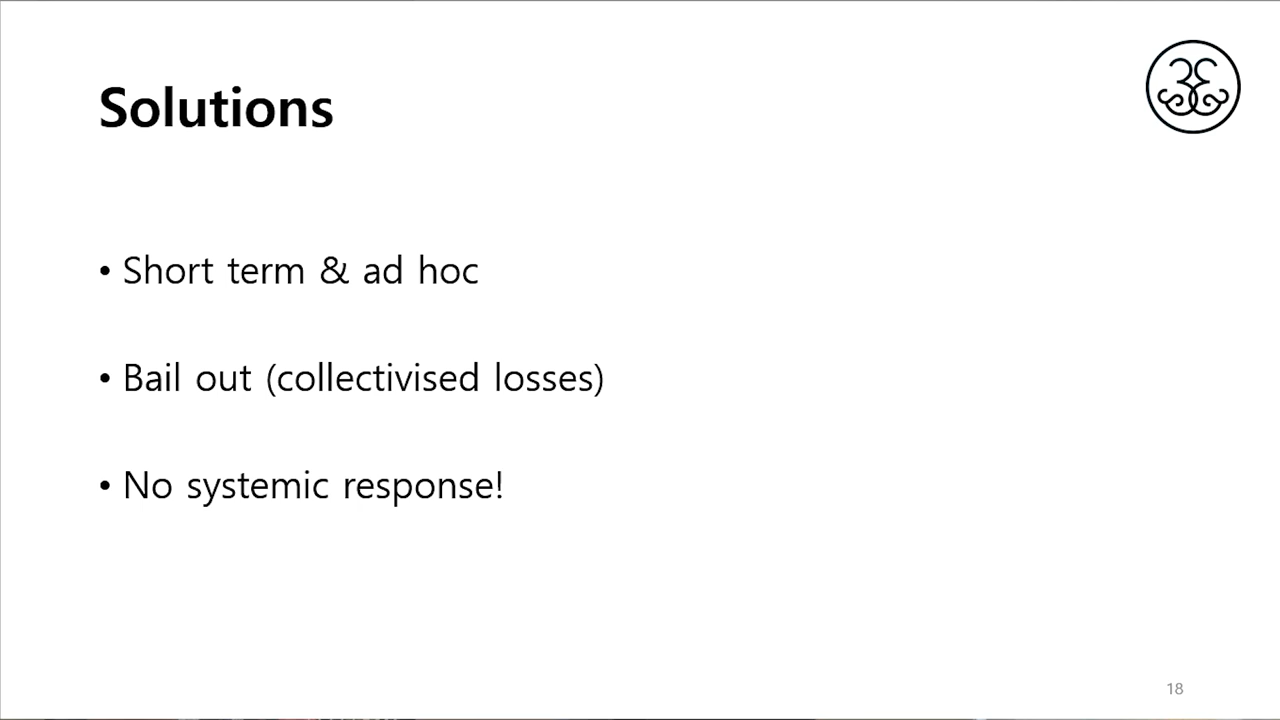 Solutions
• Short term & ad hoc
• Bail out (collectivised losses)
• No systemic response!
18